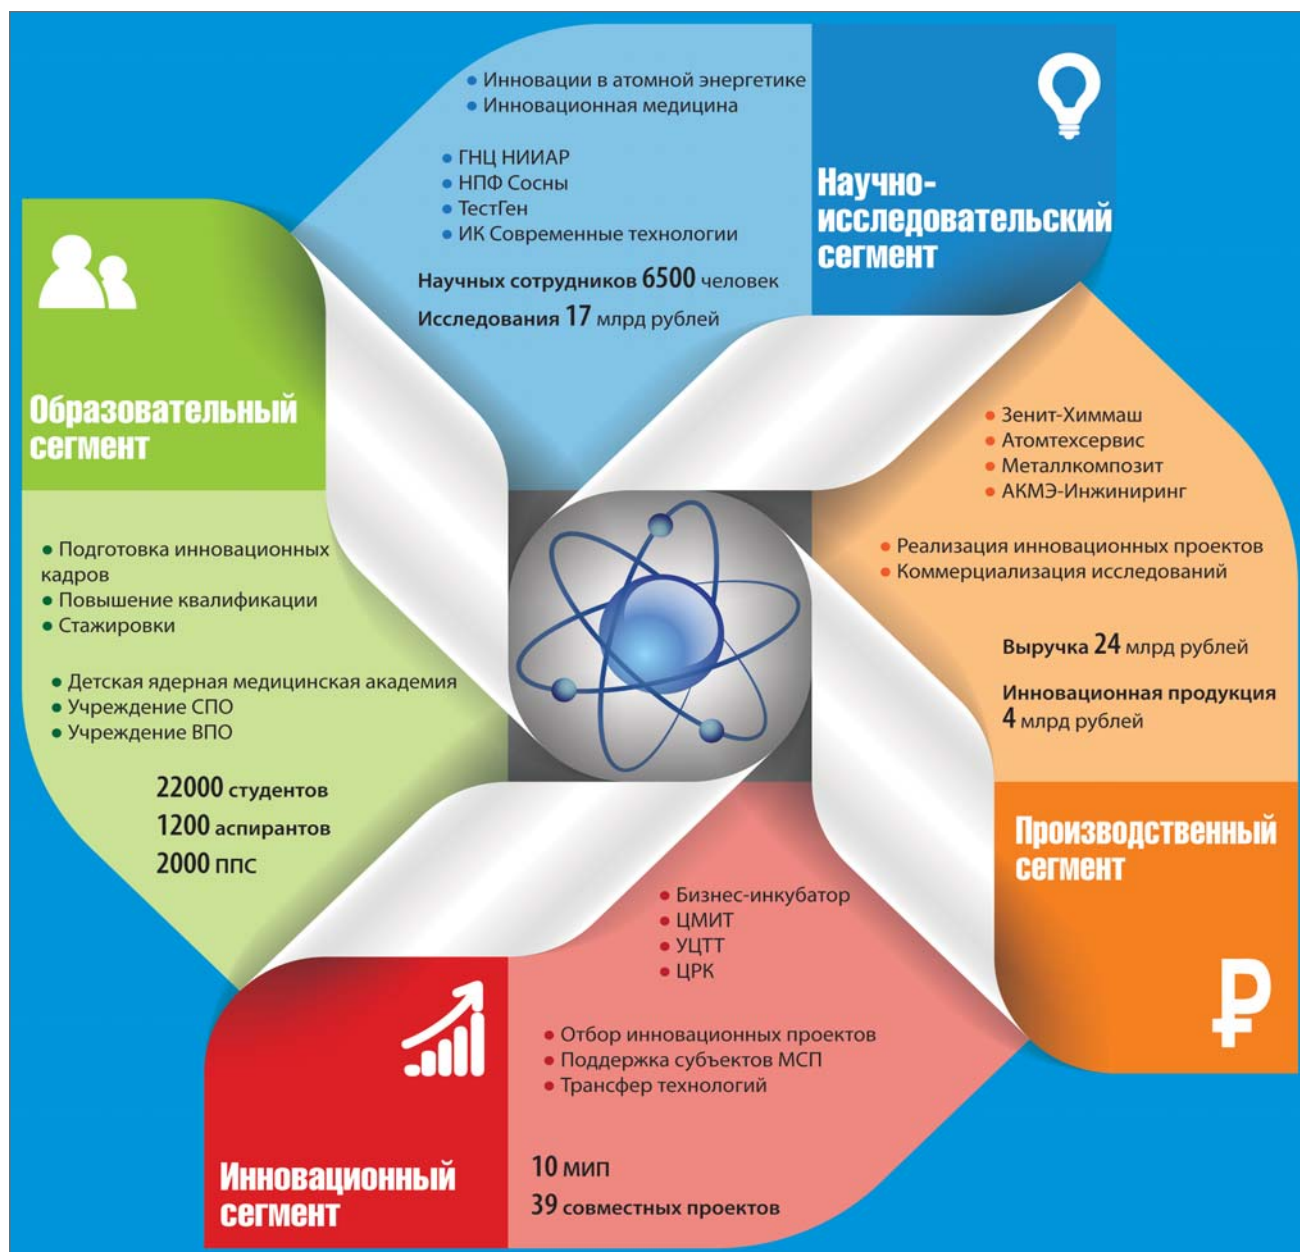 • Инновации в атомной энергетике
• Инновационная медицина
• ГНЦ НИИАР
• НПФ Сосны
• ТестГен
• ИК Современные технологии
Научных сотрудников 6500 человек
Исследования 17 млрд рублей
Научно-
исследовательский
сегмент
Образовательный
сегмент
• Подготовка инновационных
кадров
• Повышение квалификации
• Стажировки
• Детская ядерная медицинская академия
• Учреждение СПО
• Учреждение ВПО
22000 студентов
1200 аспирантов
2000 ППС
• Зенит-Химмаш
• Атомтехсервис
• Металлкомпозит
• АКМЭ-Инжиниринг
• Реализация инновационных проектов
• Коммерциализация исследований
Выручка 24 млрд рублей
Инновационная продукция
4 млрд рублей
Производственный
сегмент
• Бизнес-инкубатор
• ЦМИТ
• УЦТТ
• ЦРК
• Отбор инновационных проектов
• Поддержка субъектов МСП
• Трансфер технологий
10 МИП
39 совместных проектов
Инновационный
сегмент